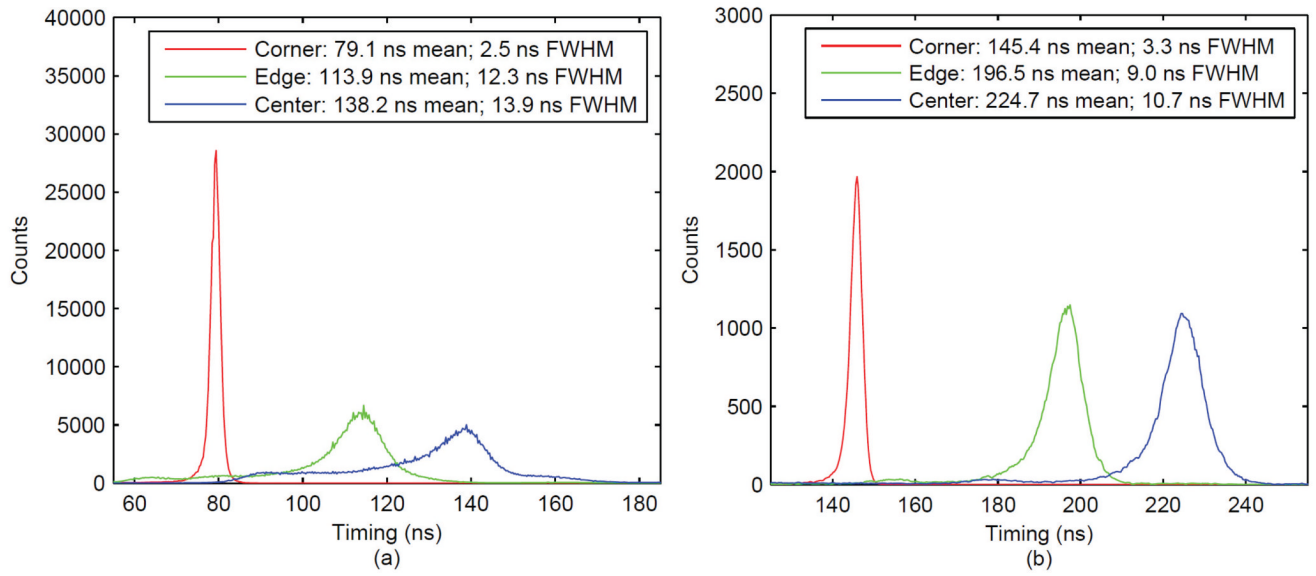 40000
35000
30000
25000
20000
15000
10000
5000
0
Counts
Corner: 79.1 ns mean; 2.5 ns FWHM
Edge: 113.9 ns mean; 12.3 ns FWHM
Center: 138.2 ns mean; 13.9 ns FWHM
60 80 100 120 140 160 180
Timing (ns)
(a)
3000
2500
2000
1500
1000
500
0
Counts
Corner: 145.4 ns mean; 3.3 ns FWHM
Edge: 196.5 ns mean; 9.0 ns FWHM
Center: 224.7 ns mean; 10.7 ns FWHM
140 160 180 200 220 240
Timing (ns)
(b)